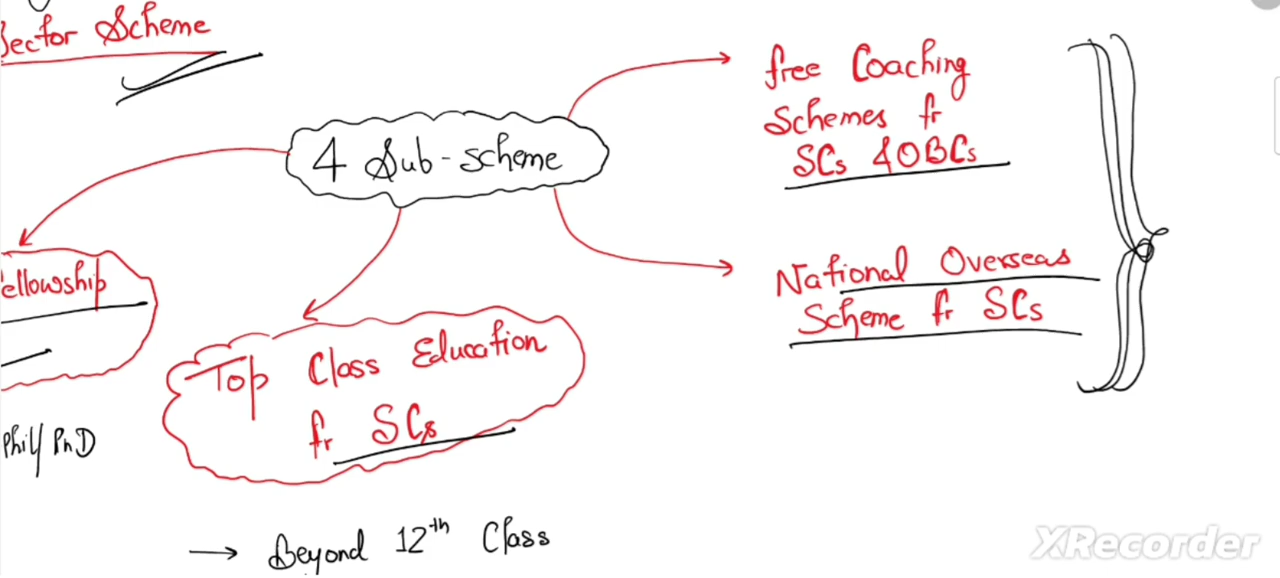 Sector Scheme
4 Sub-scheme
free Coaching
Schemes fr
SCs & OBCs
National Overseas
Scheme fr SCs
ellowship
Phil/ PhD
Top Class Education
fr SCs
→ Beyond 12th Class
XRecorder